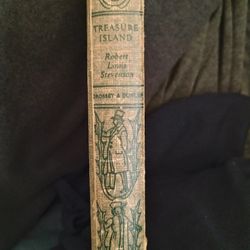 TREASURE
ISLAND
Robert
Louis
Stevenson
GROSSET & DUNLAP